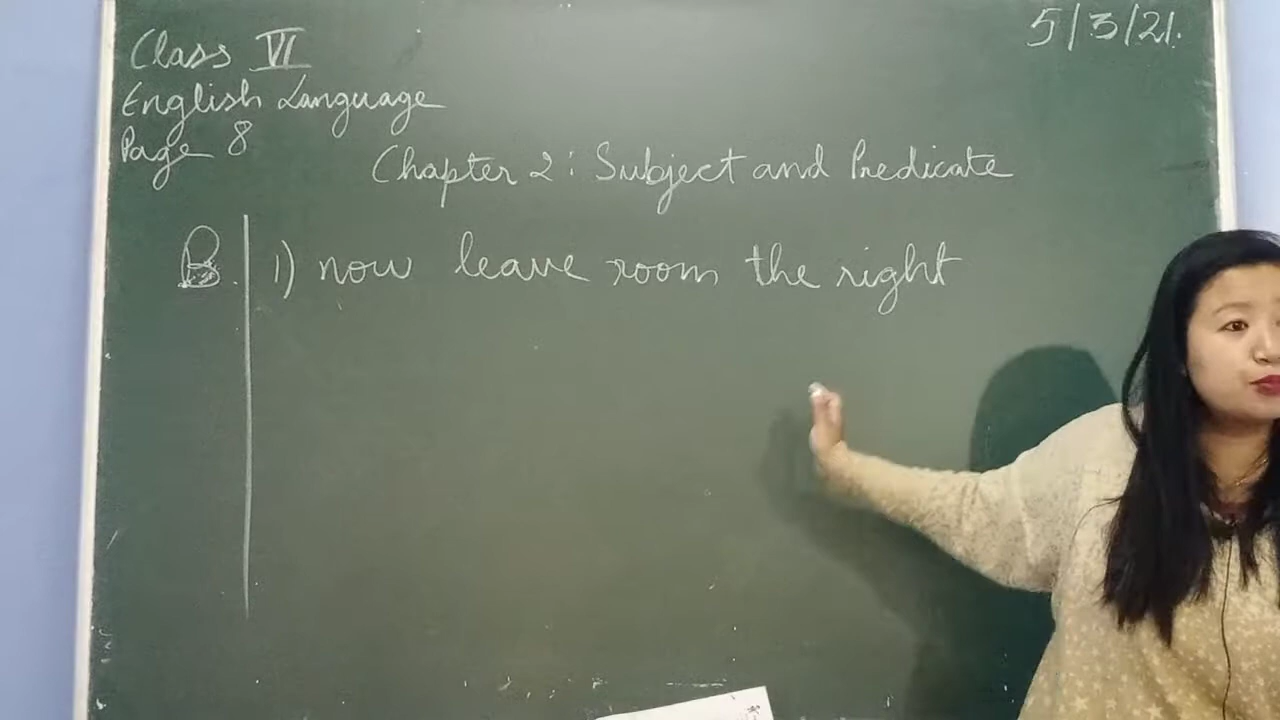 Class VI
English Language
Page 8
5/3/21.
Chapter 2: Subject and Predicate
B. 1) now leave room the right